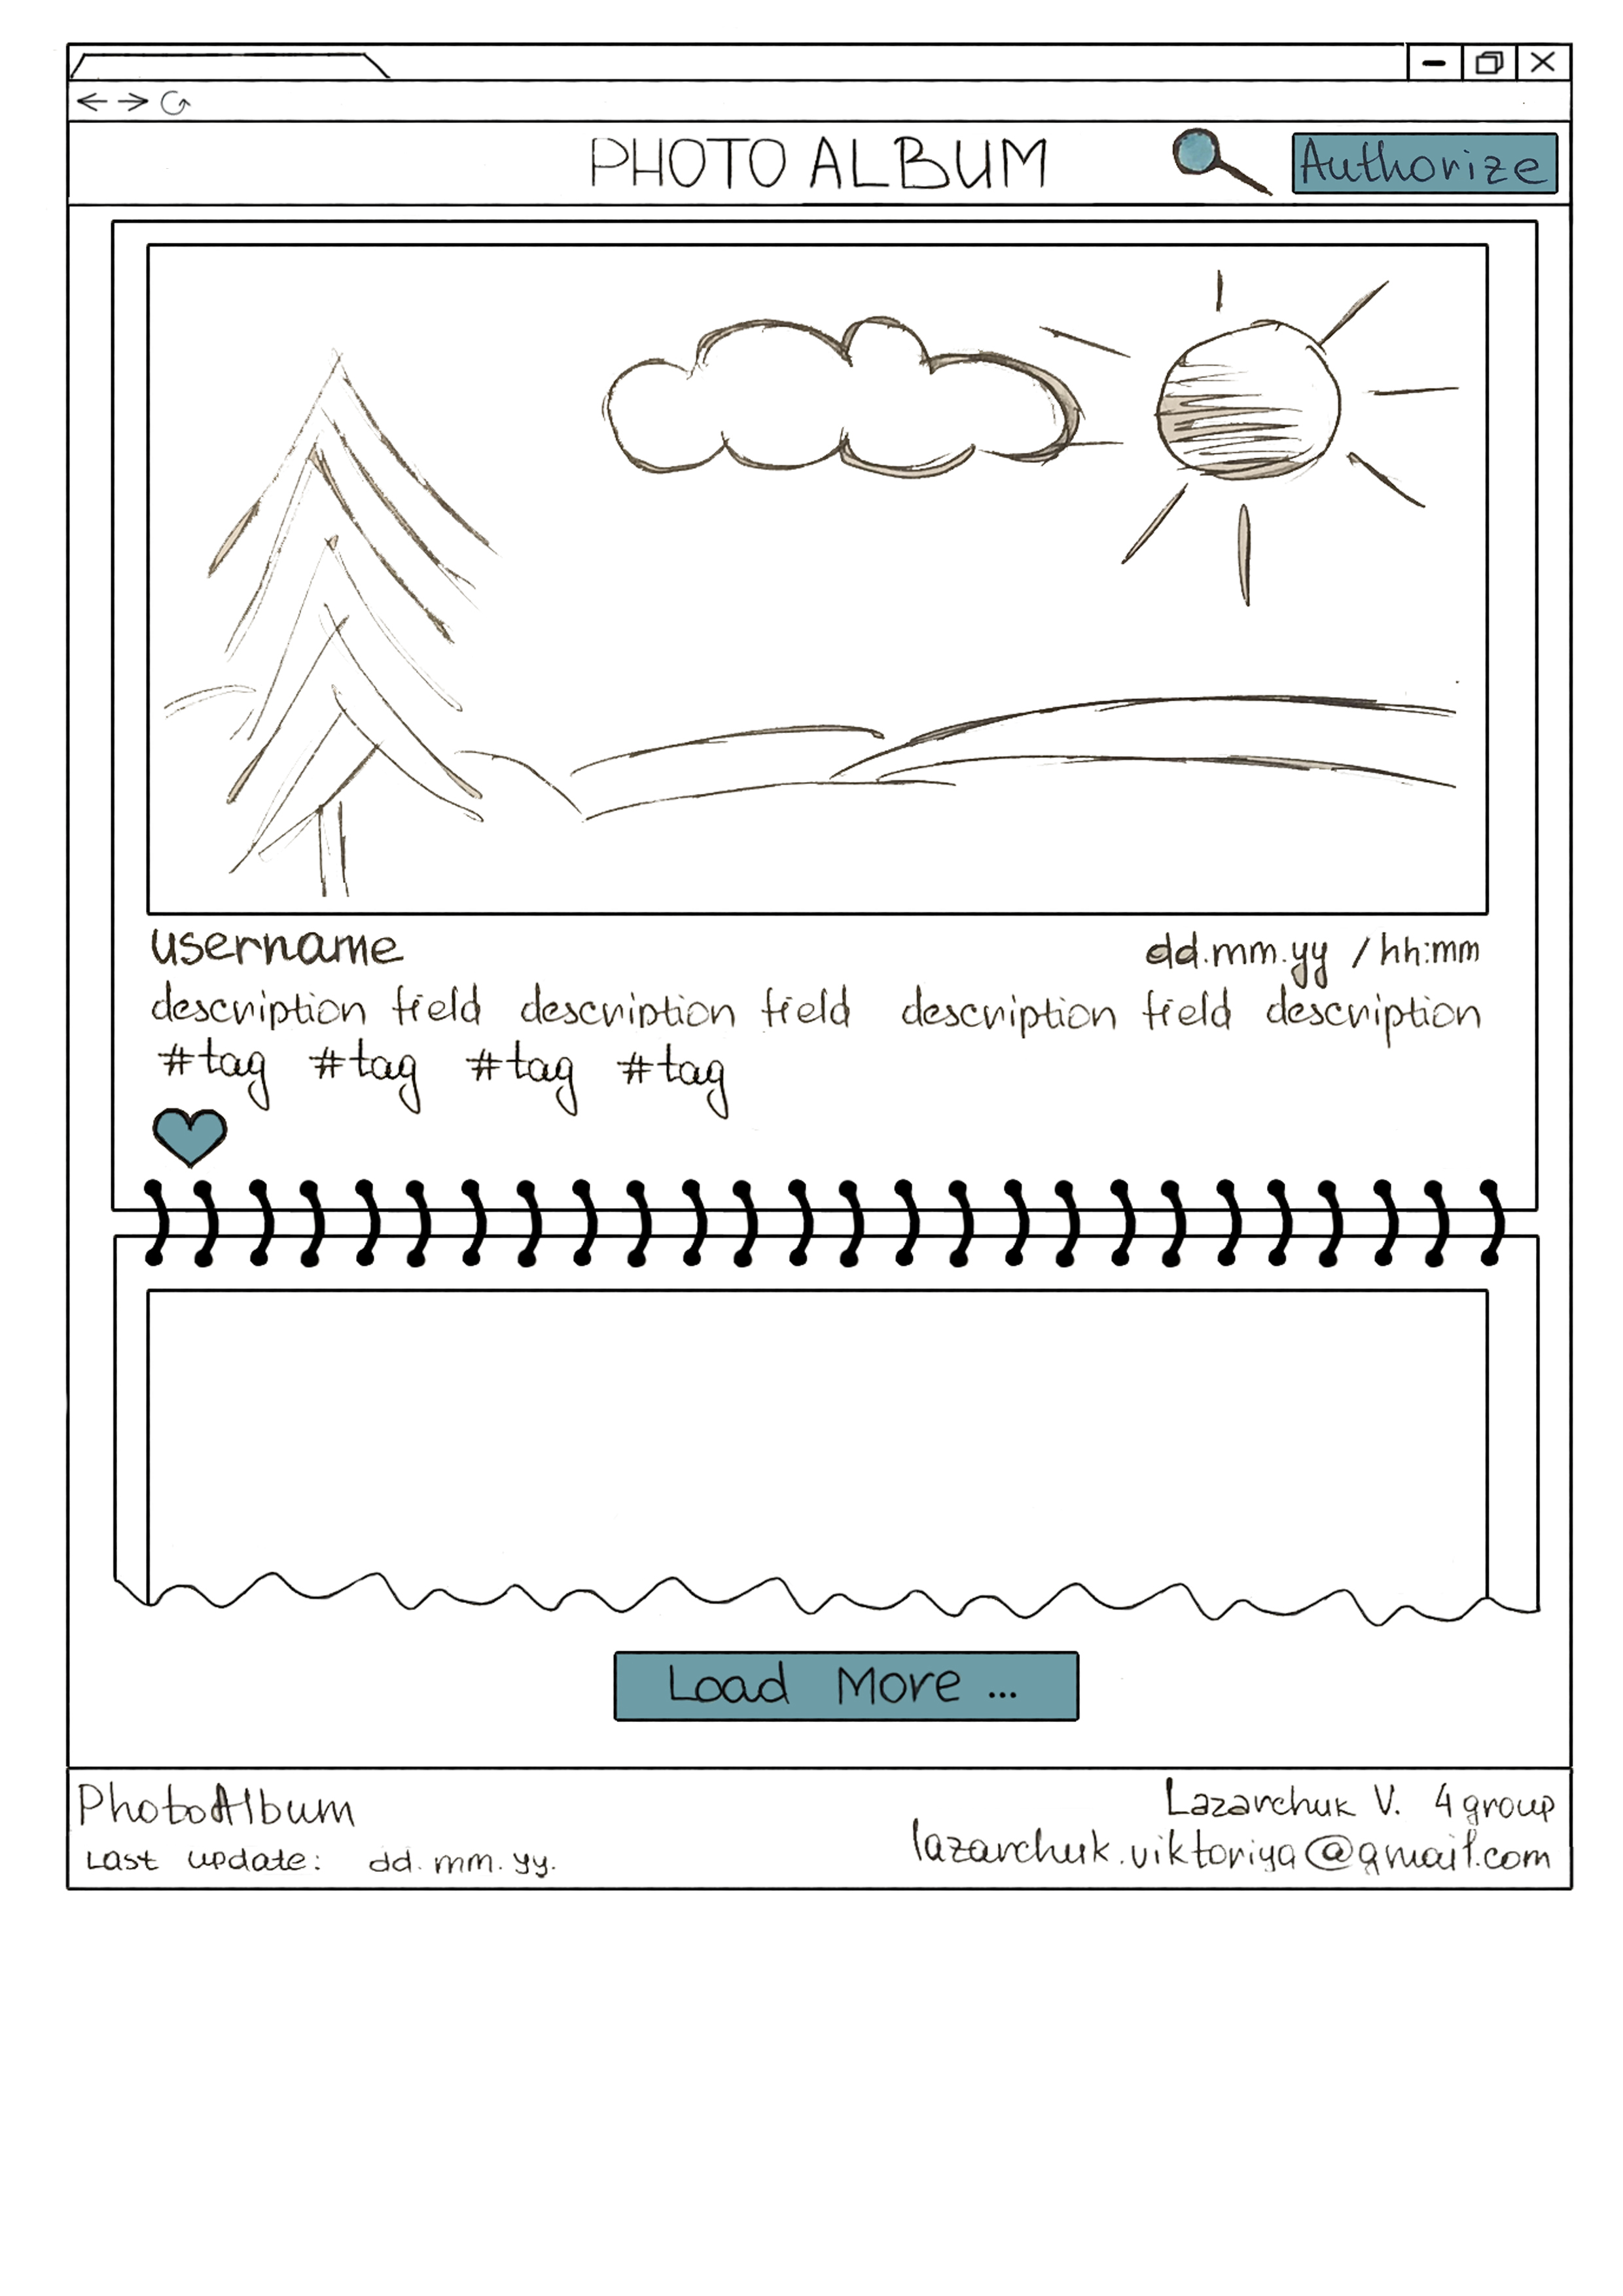 PHOTO ALBUM
Authorize
username
dd.mm.yy / hh:mm
description field description field description field description
#tag #tag #tag #tag
Load More ...
PhotoAlbum
Lazarchuk V. 4 group
Last update: dd.mm.yy.
lazarchuk.viktoriya@gmail.com